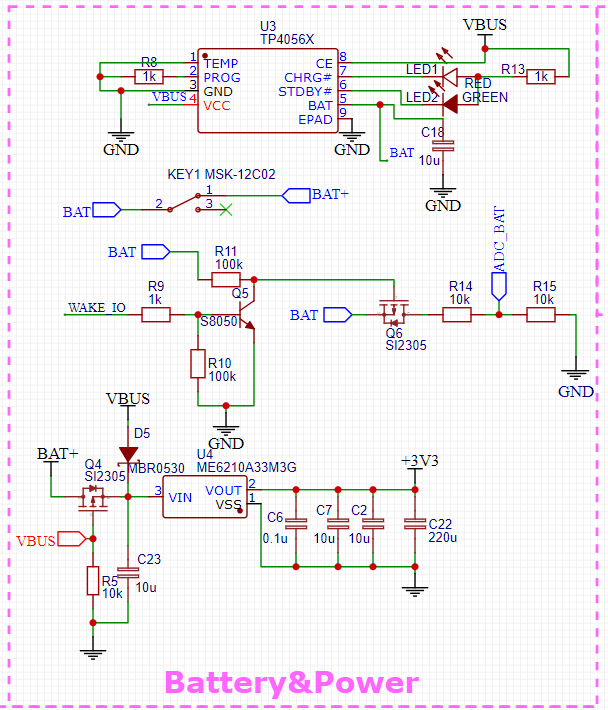 U3
TP4056X
VBUS
1 TEMP CE 8
R8
1k
2 PROG CHRG# 7
3 GND STDBY# 6
VBUS 4 VCC BAT 5
EPAD 9
LED1
RED
LED2
GREEN
R13
1k
GND
GND
BAT
C18
10u
GND
KEY1 MSK-12C02
BAT
2
1
3
BAT+
BAT
R11
100k
ADC_BAT
WAKE_IO
R9
1k
Q5
S8050
BAT
Q6
SI2305
R14
10k
R15
10k
R10
100k
GND
GND
VBUS
D5
MBR0530
BAT+
Q4
SI2305
U4
ME6210A33M3G
3 VIN VOUT 2
VSS 1
+3V3
C6
0.1u
C7
10u
C2
10u
C22
220u
VBUS
R5
10k
C23
10u
Battery&Power